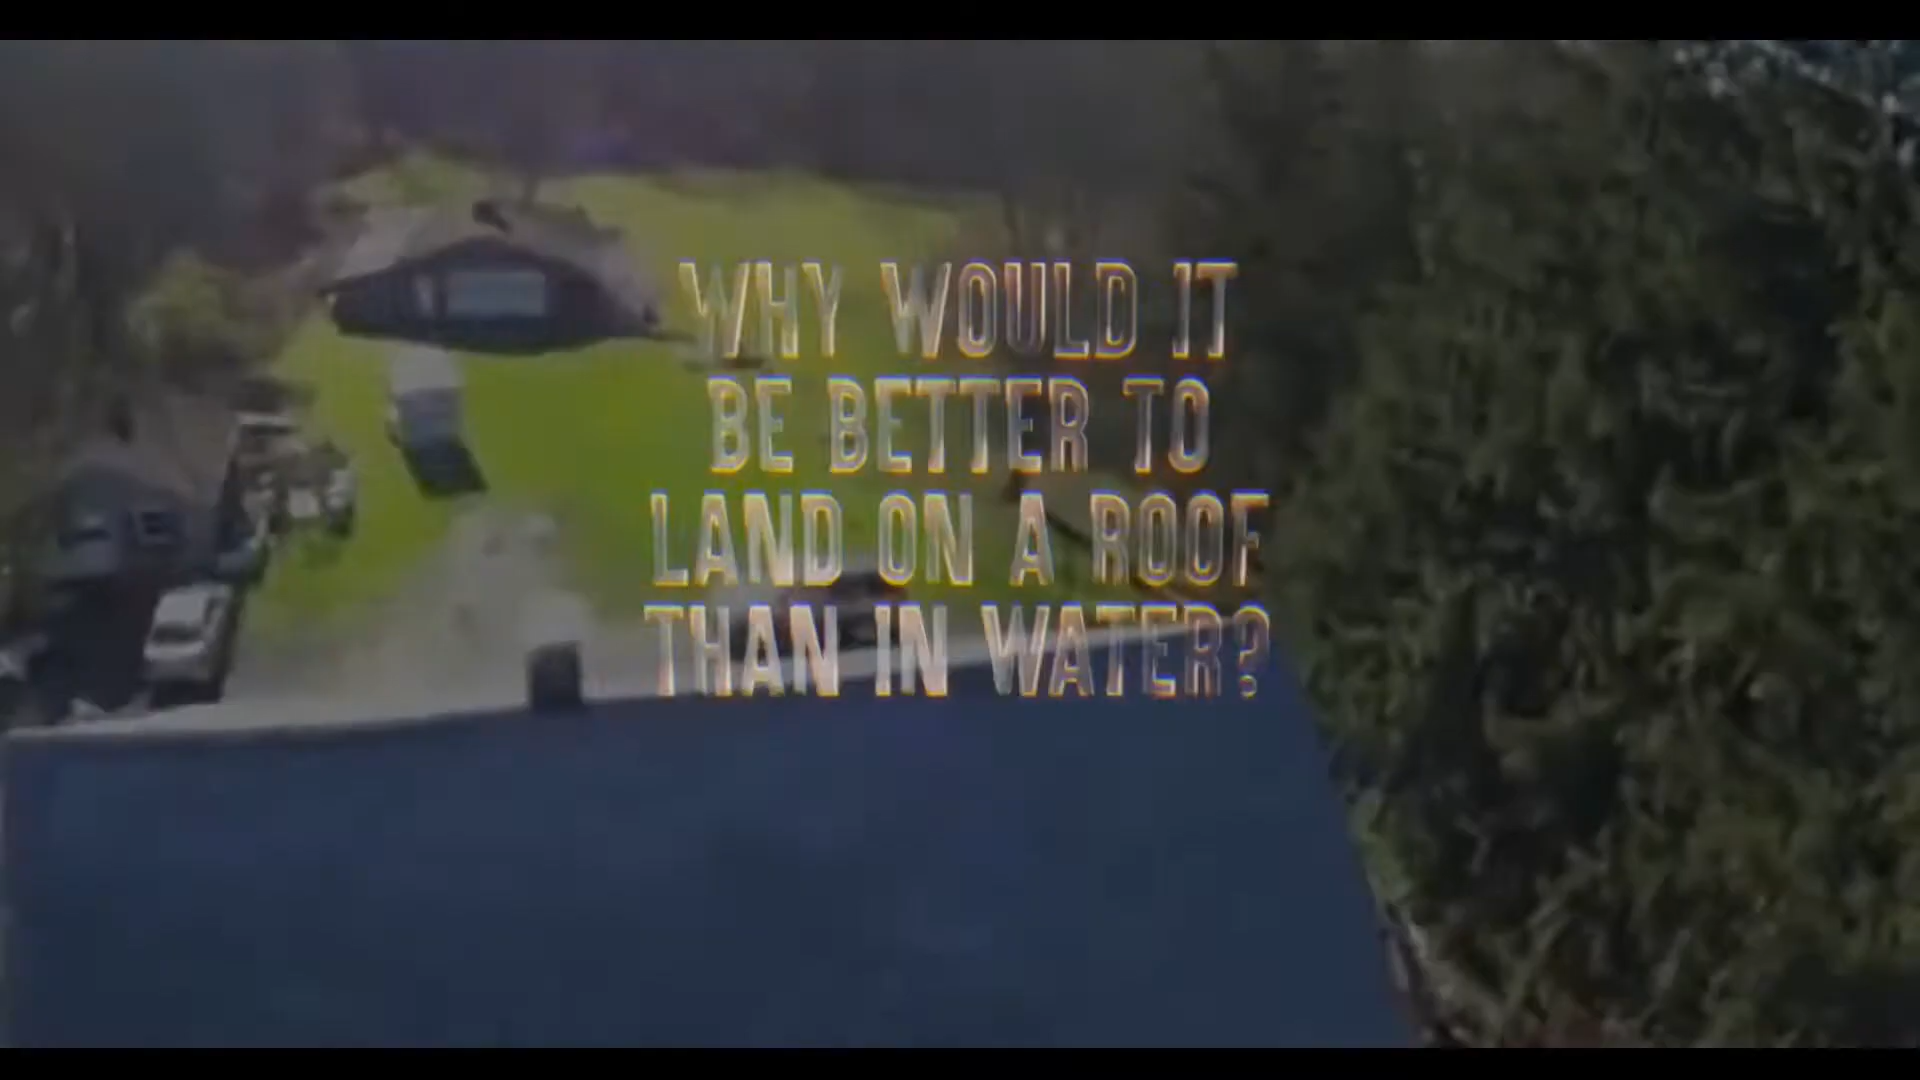 WHY WOULD IT
BE BETTER TO
LAND ON A ROOF
THAN IN WATER?